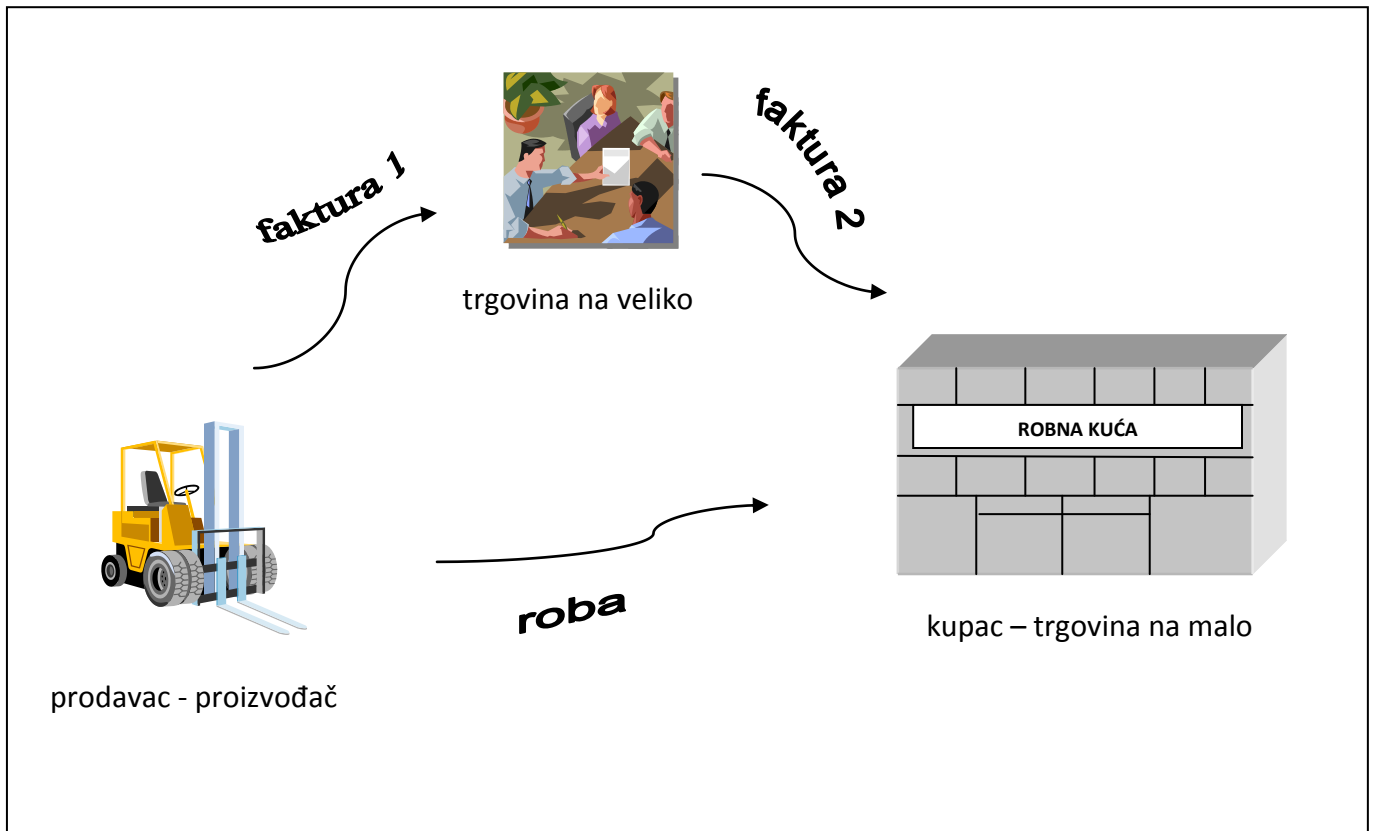 faktura 1
faktura 2
trgovina na veliko
ROBNA KUĆA
roba
kupac – trgovina na malo
prodavac - proizvođač